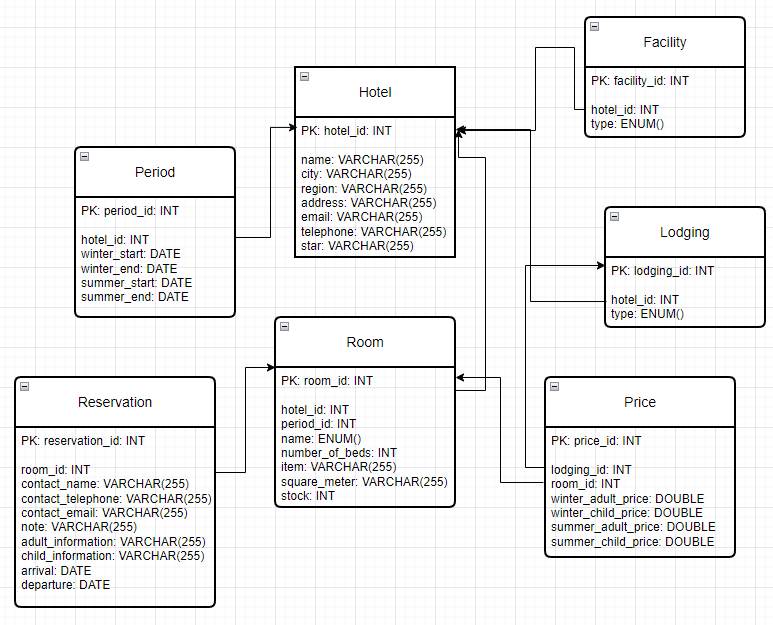 Facility
PK: facility_id: INT
hotel_id: INT
type: ENUM()
Hotel
PK: hotel_id: INT
name: VARCHAR(255)
city: VARCHAR(255)
region: VARCHAR(255)
address: VARCHAR(255)
email: VARCHAR(255)
telephone: VARCHAR(255)
star: VARCHAR(255)
Period
PK: period_id: INT
hotel_id: INT
winter_start: DATE
winter_end: DATE
summer_start: DATE
summer_end: DATE
Lodging
PK: lodging_id: INT
hotel_id: INT
type: ENUM()
Room
PK: room_id: INT
hotel_id: INT
period_id: INT
name: ENUM()
number_of_beds: INT
item: VARCHAR(255)
square_meter: VARCHAR(255)
stock: INT
Reservation
PK: reservation_id: INT
room_id: INT
contact_name: VARCHAR(255)
contact_telephone: VARCHAR(255)
contact_email: VARCHAR(255)
note: VARCHAR(255)
adult_information: VARCHAR(255)
child_information: VARCHAR(255)
arrival: DATE
departure: DATE
Price
PK: price_id: INT
lodging_id: INT
room_id: INT
winter_adult_price: DOUBLE
winter_child_price: DOUBLE
summer_adult_price: DOUBLE
summer_child_price: DOUBLE